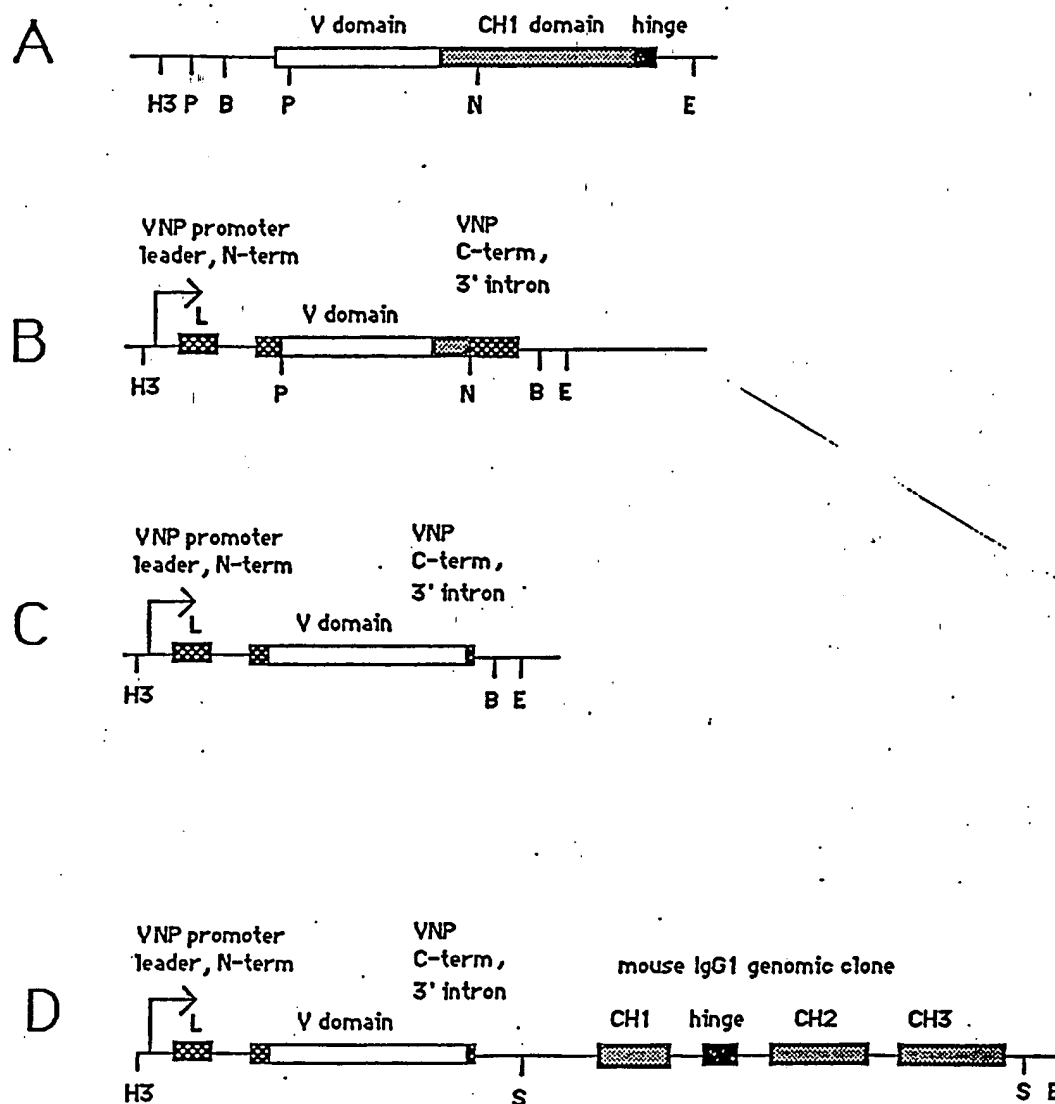 A
V domain
CH1 domain
hinge
H3 P B P N E
B
VNP promoter
leader, N-term
VNP
C-term,
3' intron
L
V domain
H3 P N B E
C
VNP promoter
leader, N-term
VNP
C-term,
3' intron
L
V domain
H3 B E
D
VNP promoter
leader, N-term
VNP
C-term,
3' intron
mouse IgG1 genomic clone
L
V domain
CH1
hinge
CH2
CH3
H3 S S